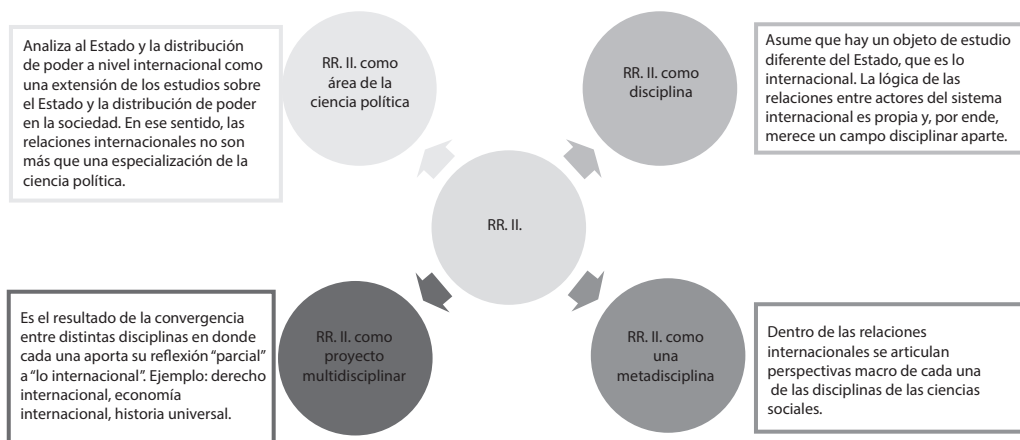 Analiza al Estado y la distribución
de poder a nivel internacional como
una extensión de los estudios sobre
el Estado y la distribución de poder
en la sociedad. En ese sentido, las
relaciones internacionales no son
más que una especialización de la
ciencia política.
RR. II. como
área de la
ciencia política
RR. II. como
disciplina
Asume que hay un objeto de estudio
diferente del Estado, que es lo
internacional. La lógica de las
relaciones entre actores del sistema
internacional es propia y, por ende,
merece un campo disciplinar aparte.
RR. II.
Es el resultado de la convergencia
entre distintas disciplinas en donde
cada una aporta su reflexión “parcial”
a “lo internacional”. Ejemplo: derecho
internacional, economía
internacional, historia universal.
RR. II. como
proyecto
multidisciplinar
RR. II. como
una
metadisciplina
Dentro de las relaciones
internacionales se articulan
perspectivas macro de cada una
de las disciplinas de las ciencias
sociales.